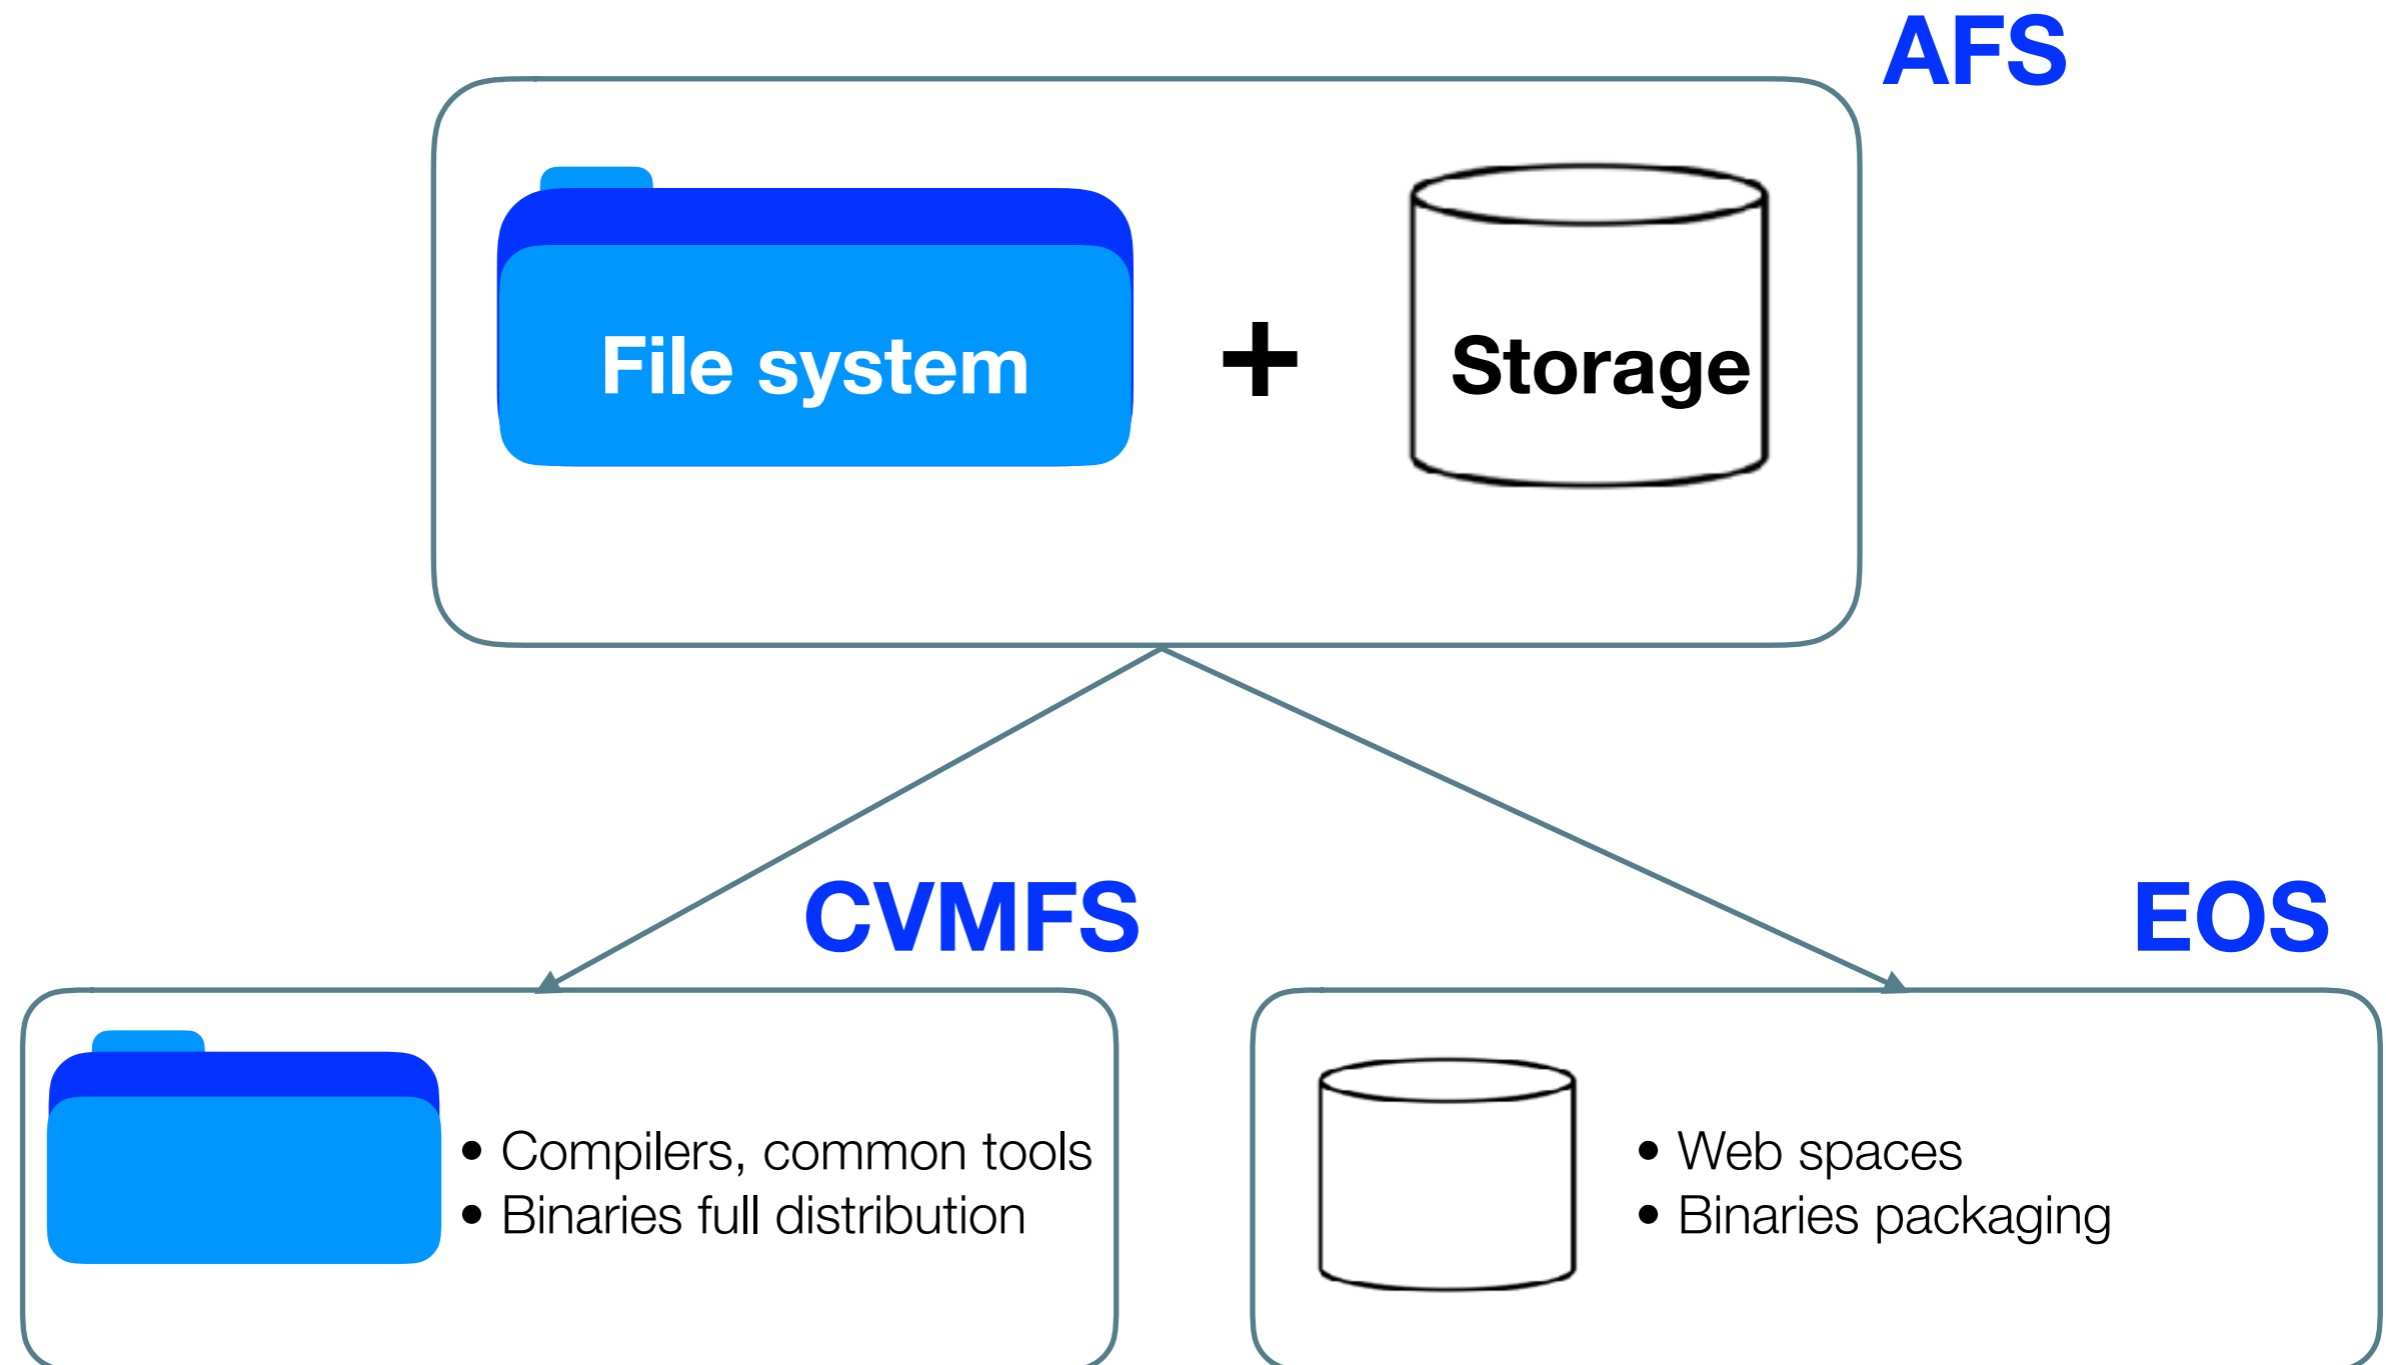 AFS
File system + Storage
CVMFS
EOS
• Compilers, common tools
• Binaries full distribution
• Web spaces
• Binaries packaging